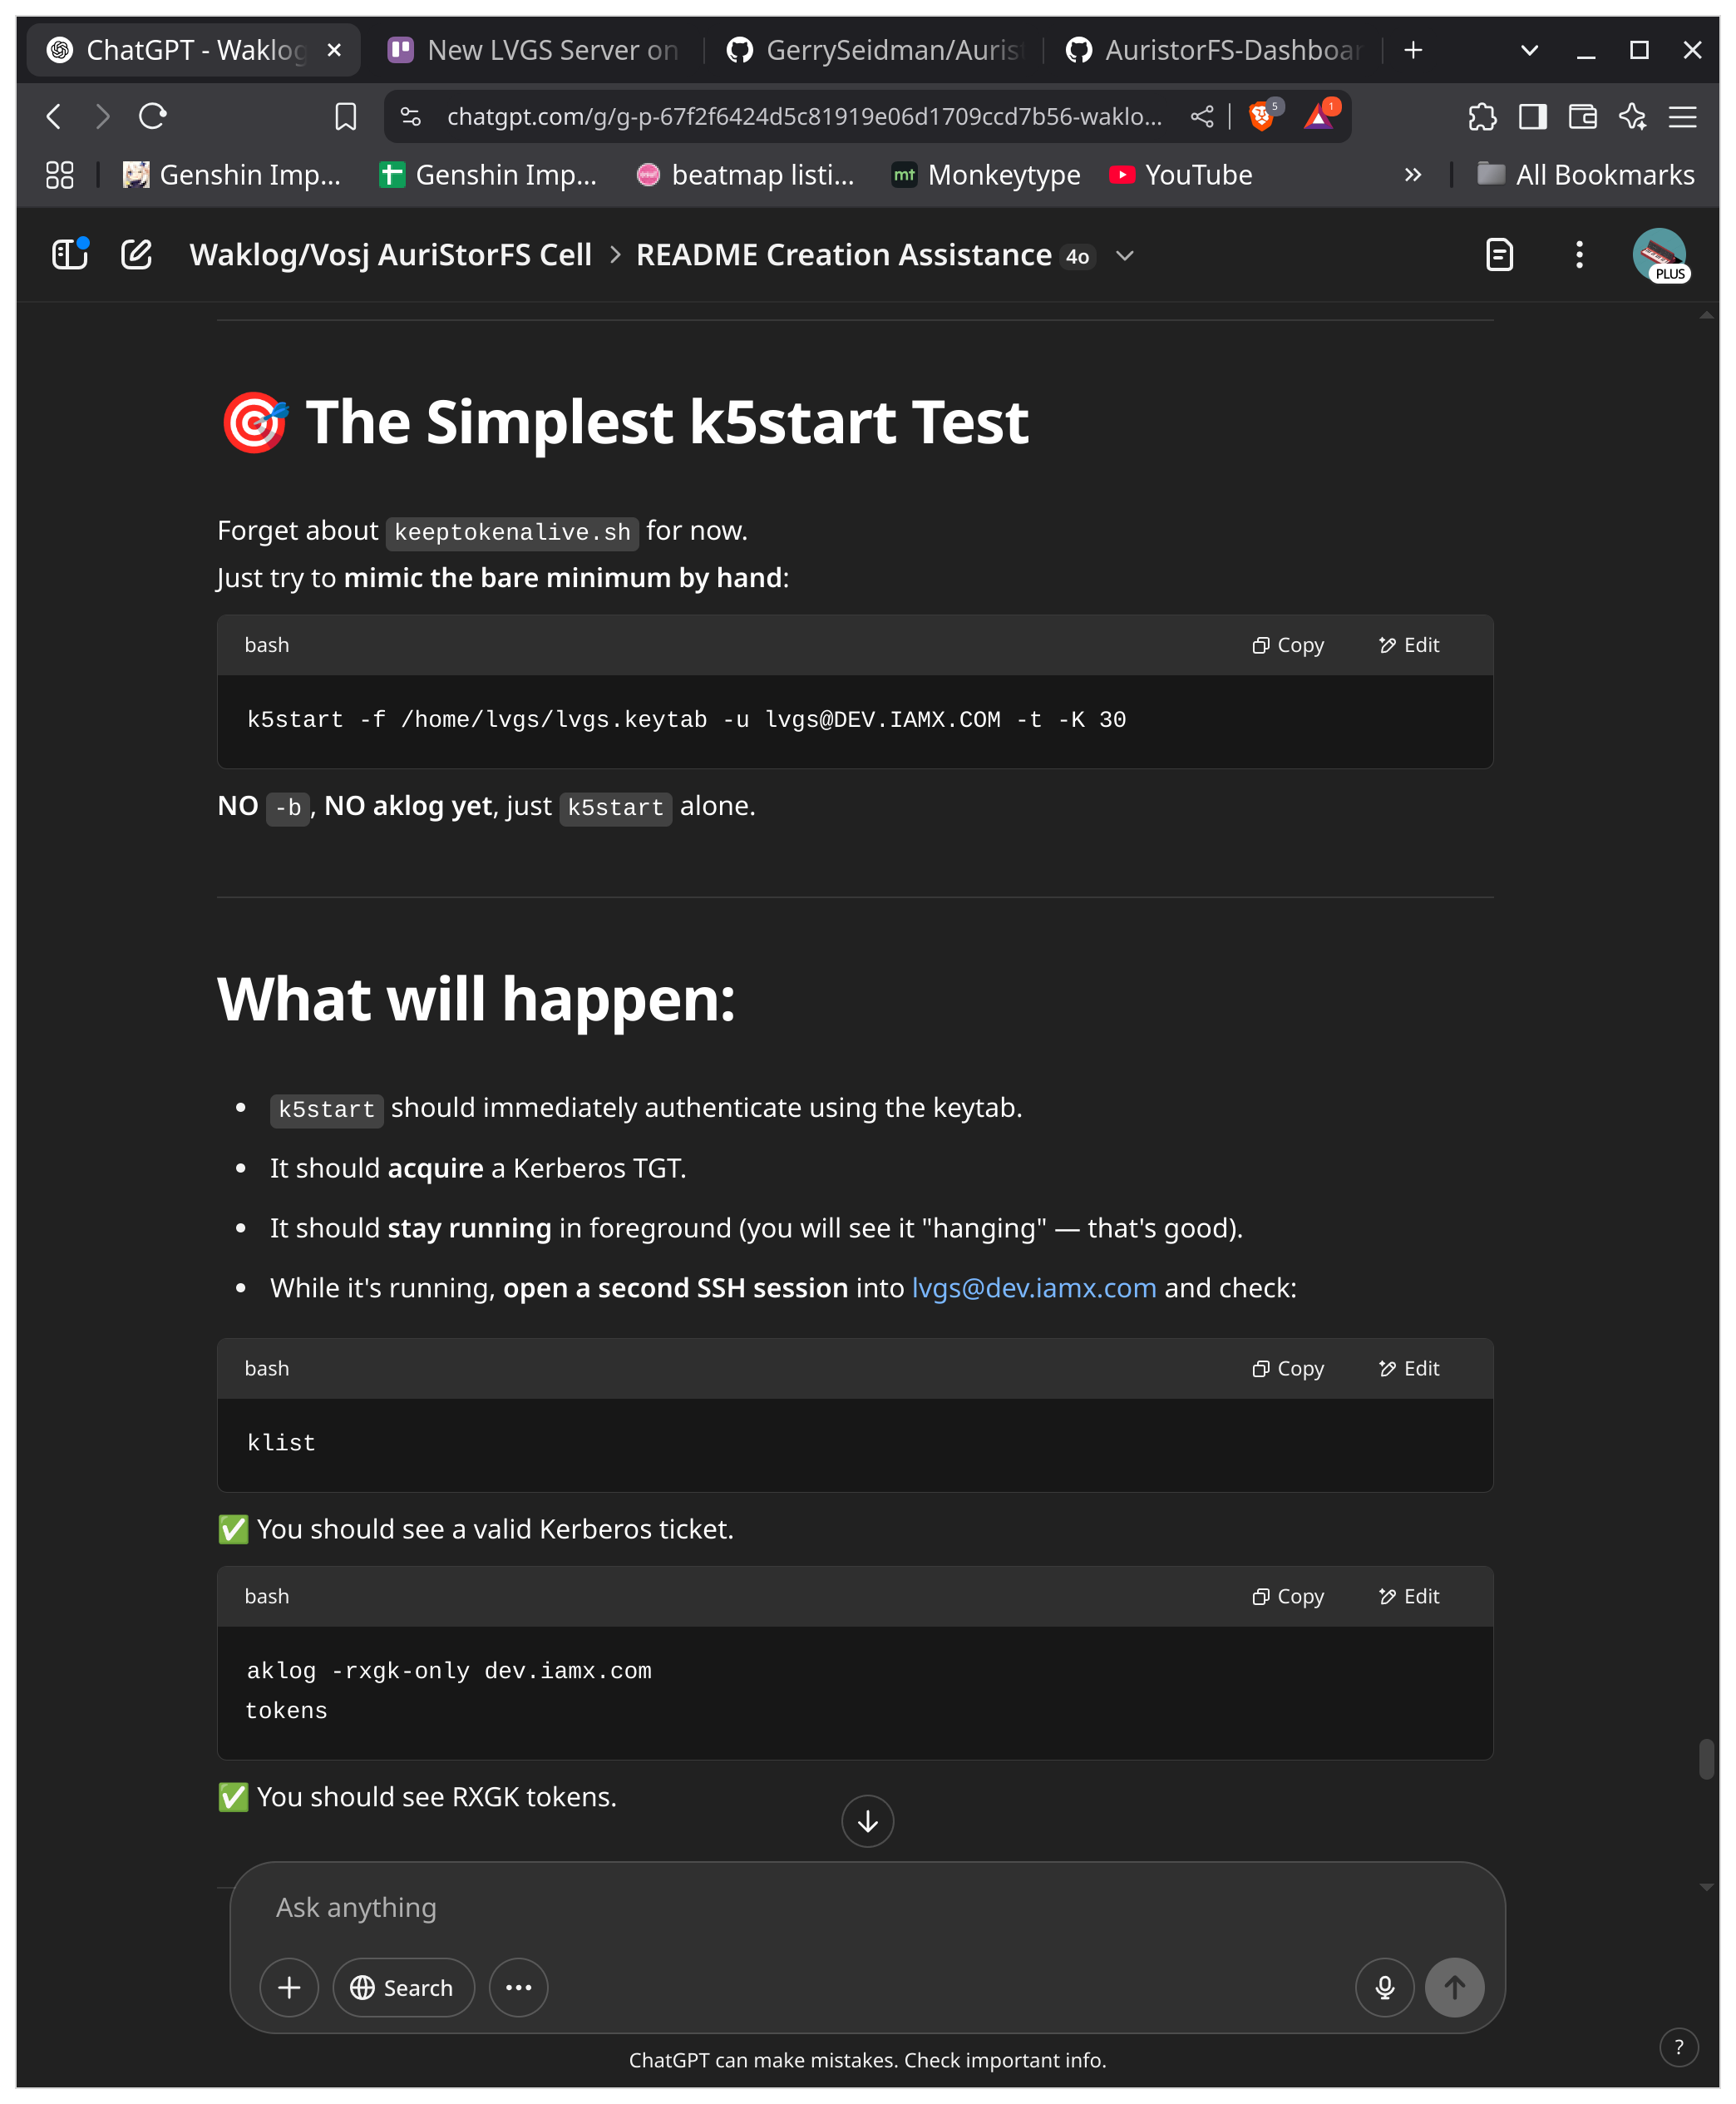 ChatGPT - Waklog
New LVGS Server on
GerrySeidman/Aurist
AuristorFS-Dashboar
chatgpt.com/g/g-p-67f2f6424d5c81919e06d1709ccd7b56-waklo...
5
1
Genshin Imp...
Genshin Imp...
beatmap listi...
mt
Monkeytype
YouTube
All Bookmarks
Waklog/Vosj AuriStorFS Cell > README Creation Assistance 4o
PLUS
🎯 The Simplest k5start Test
Forget about keeptokenalive.sh for now.
Just try to mimic the bare minimum by hand:
bash
Copy
Edit
k5start -f /home/lvgs/lvgs.keytab -u lvgs@DEV.IAMX.COM -t -K 30
NO -b, NO aklog yet, just k5start alone.
What will happen:
• k5start should immediately authenticate using the keytab.
• It should acquire a Kerberos TGT.
• It should stay running in foreground (you will see it "hanging" — that's good).
• While it's running, open a second SSH session into lvgs@dev.iamx.com and check:
bash
Copy
Edit
klist
✅ You should see a valid Kerberos ticket.
bash
Copy
Edit
aklog -rxgk-only dev.iamx.com
tokens
✅ You should see RXGK tokens.
Ask anything
Search
ChatGPT can make mistakes. Check important info.
?